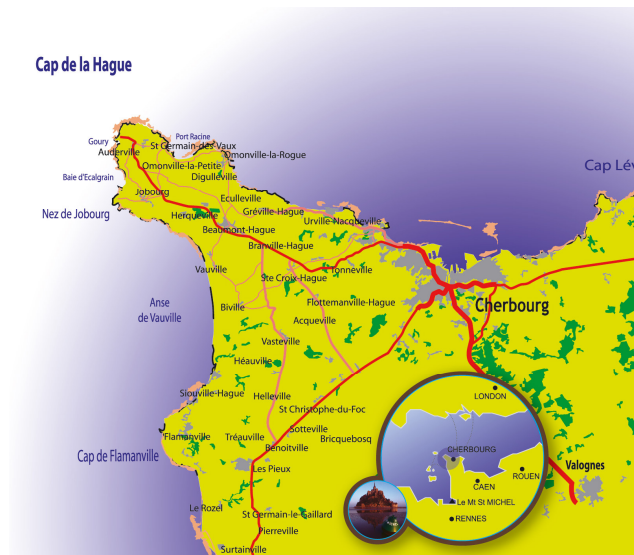 Cap de la Hague
Port Racine
Goury
St Germain-des-Vaux
Auderville
Omonville-la-Rogue
Omonville-la-Petite
Cap Lév
Baie d'Ecalgrain
Digulleville
Jobourg
Eculleville
Nez de Jobourg
Herqueville
Gréville-Hague
Urville-Nacqueville
Beaumont-Hague
Branville-Hague
Vauville
Tonneville
Ste Croix-Hague
Anse
de Vauville
Biville
Flottemanville-Hague
Cherbourg
Acqueville
Vasteville
Héauville
Siouville-Hague
Helleville
LONDON
St Christophe-du-Foc
Sotteville
Flamanville
Tréauville
Bricquebosq
Benoitville
CHERBOURG
Cap de Flamanville
Les Pieux
Valognes
ROUEN
CAEN
Le Mt St MICHEL
Le Rozel
St Germain-le-Gaillard
RENNES
Pierreville
Surtainville